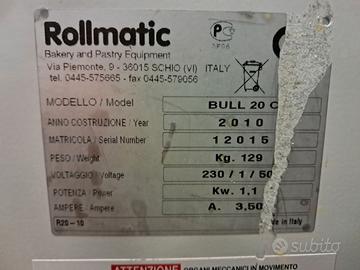 Rollmatic
Bakery and Pastry Equipment
Via Piemonte, 9 - 36015 SCHIO (VI) ITALY
tel. 0445-575665 - fax 0445-579056
MODELLO / Model BULL 20 C
ANNO COSTRUZIONE / Year 2010
MATRICOLA / Serial Number 12015
PESO / Weight Kg. 129
VOLTAGGIO / Voltage 230 / 1 / 50
POTENZA / Power Kw. 1,1
AMPERE / Ampere A. 3,50
R20-10 in Italy
ATTENZIONE ORGANI MECCANICI IN MOVIMENTO
subito